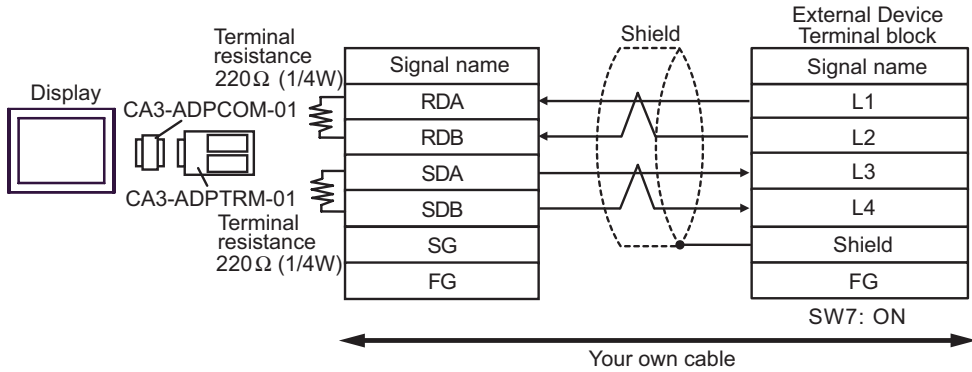 Display
CA3-ADPCOM-01
CA3-ADPTRM-01
Terminal
resistance
220Ω (1/4W)
Terminal
resistance
220Ω (1/4W)
Signal name
RDA
RDB
SDA
SDB
SG
FG
Shield
External Device
Terminal block
Signal name
L1
L2
L3
L4
Shield
FG
SW7: ON
Your own cable